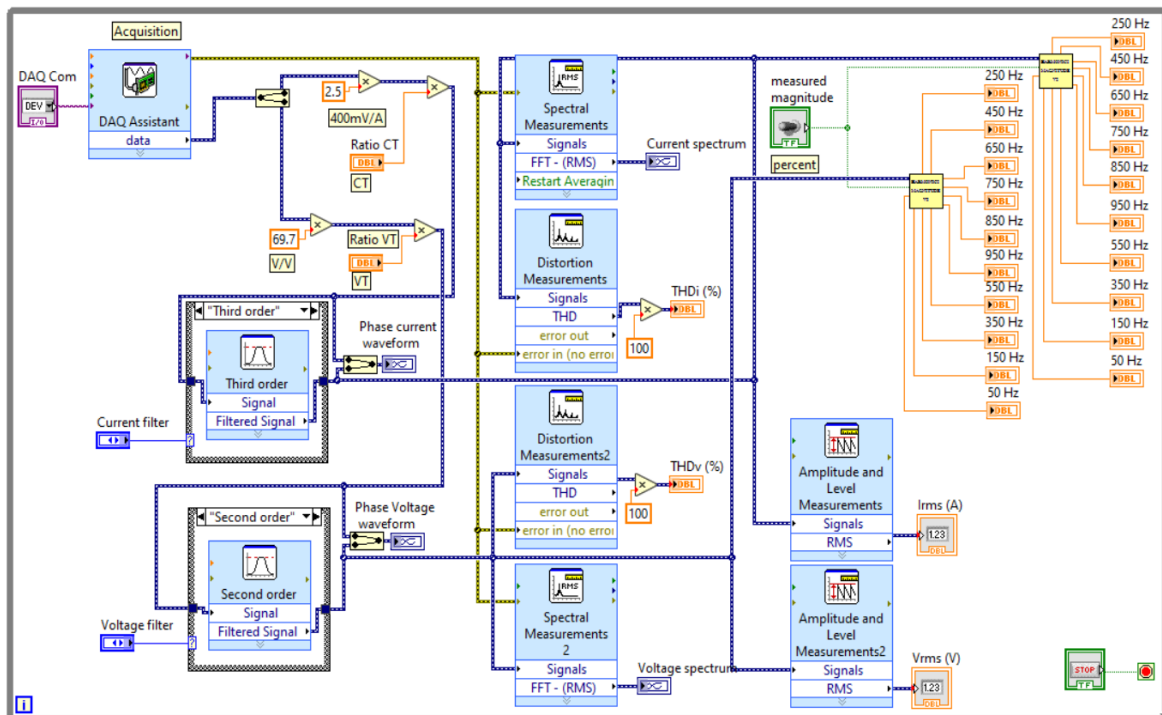 Acquisition
DAQ Com
DEV
I/O
DAQ Assistant
data
2.5
400mV/A
Ratio CT
DBL
CT
69.7
V/V
Ratio VT
DBL
VT
"Third order"
Third order
Signal
Filtered Signal
Current filter
?
Phase current
waveform
"Second order"
Second order
Signal
Filtered Signal
Voltage filter
?
Phase Voltage
waveform
i
RMS
Spectral
Measurements
Signals
FFT - (RMS)
Restart Averagin
Current spectrum
Distortion
Measurements
Signals
THD
error out
error in (no error
100
THDi (%)
DBL
Distortion
Measurements2
Signals
THD
error out
error in (no error
100
THDv (%)
DBL
RMS
Spectral
Measurements
2
Signals
FFT - (RMS)
Voltage spectrum
measured
magnitude
TF
percent
HARMONICS
MAGNITUDE
V2
250 Hz
DBL
450 Hz
DBL
650 Hz
DBL
750 Hz
DBL
850 Hz
DBL
950 Hz
DBL
550 Hz
DBL
350 Hz
DBL
150 Hz
DBL
50 Hz
DBL
MAGNITUDE
250 Hz
DBL
450 Hz
DBL
650 Hz
DBL
750 Hz
DBL
850 Hz
DBL
950 Hz
DBL
550 Hz
DBL
350 Hz
DBL
150 Hz
DBL
50 Hz
DBL
Amplitude and
Level
Measurements
Signals
RMS
Irms (A)
1.23
DBL
Amplitude and
Level
Measurements2
Signals
RMS
Vrms (V)
1.23
DBL
STOP
TF